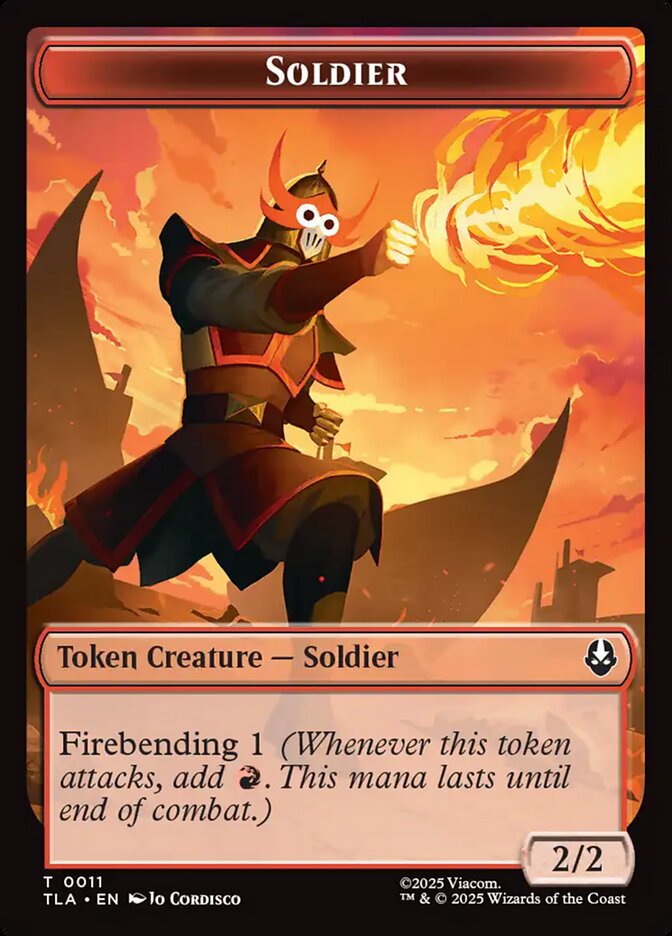 Soldier
Token Creature — Soldier
Firebending 1 (Whenever this token
attacks, add . This mana lasts until
end of combat.)
2/2
T 0011
TLA • EN Jo Cordisco
©2025 Viacom.
™ & © 2025 Wizards of the Coast